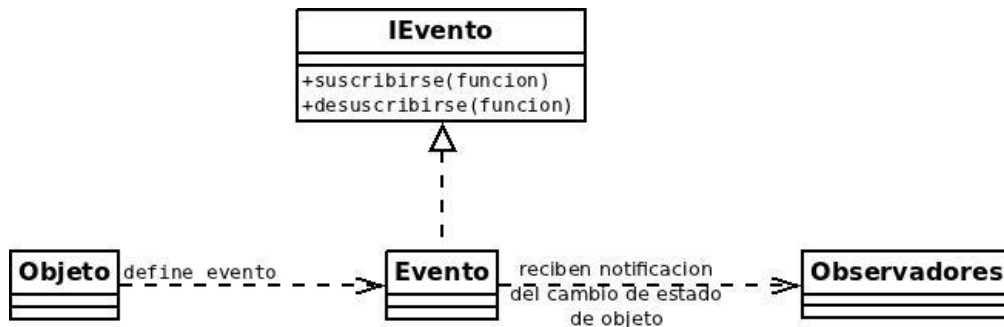 IEvento
+suscribirse(funcion)
+desuscribirse(funcion)
Objeto
define evento
Evento
reciben notificacion
del cambio de estado
de objeto
Observadores